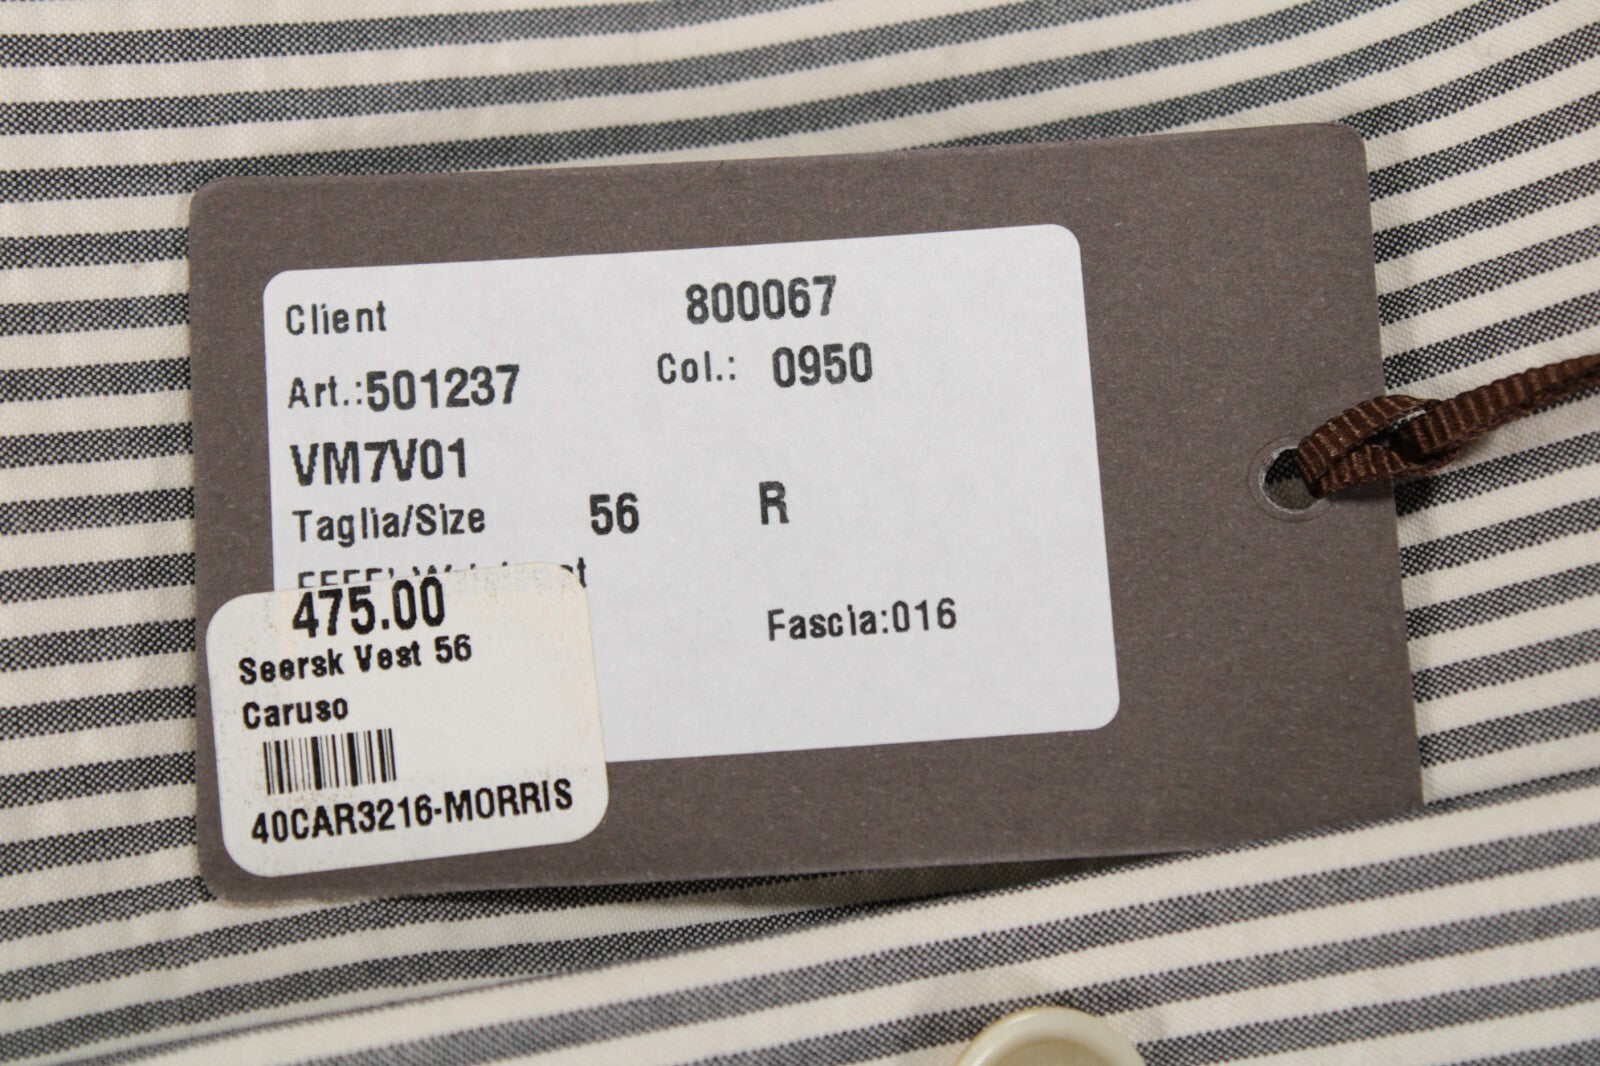 Client 800067
Art.:501237 Col.: 0950
VM7V01
Taglia/Size 56 R
Fascia:016
475.00
Seersk Vest 56
Caruso
40CAR3216-MORRIS